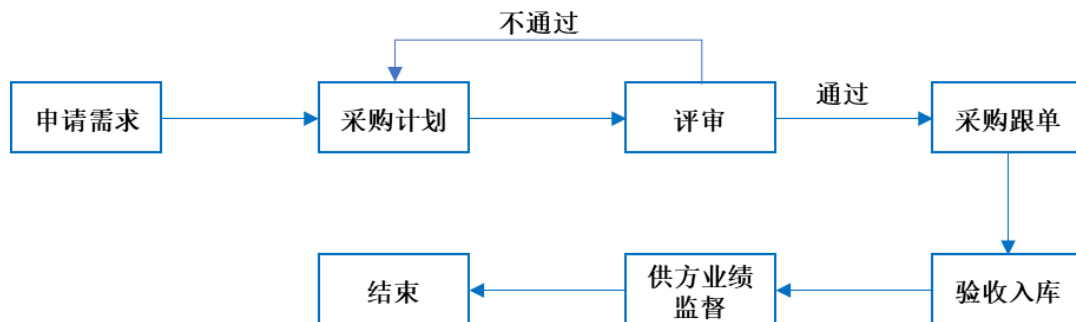 不通过
申请需求
采购计划
评审
通过
采购跟单
结束
供方业绩
监督
验收入库